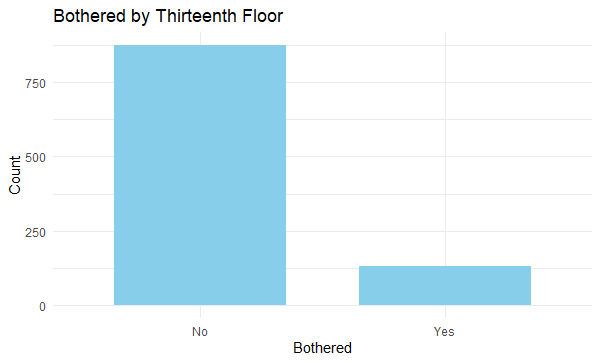 Bothered by Thirteenth Floor
Count
750
500
250
0
No
Yes
Bothered